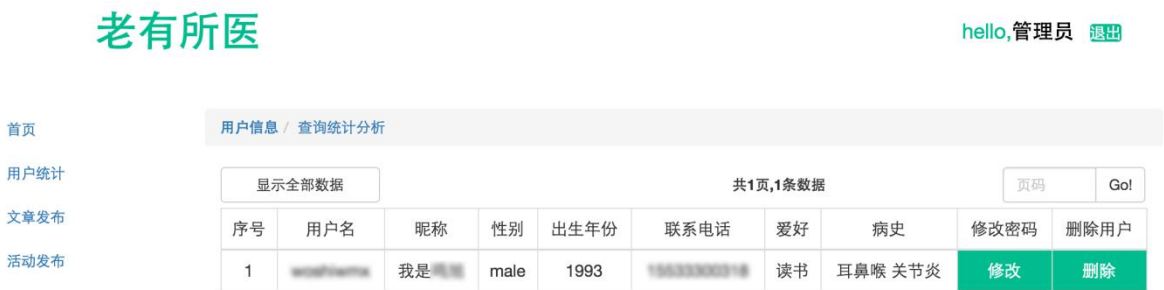 老有所医
hello,管理员 退出
首页
用户信息 / 查询统计分析
用户统计
显示全部数据 共1页,1条数据 页码 Go!
文章发布
序号 用户名 昵称 性别 出生年份 联系电话 爱好 病史 修改密码 删除用户
活动发布
1 我是 male 1993 读书 耳鼻喉 关节炎 修改 删除